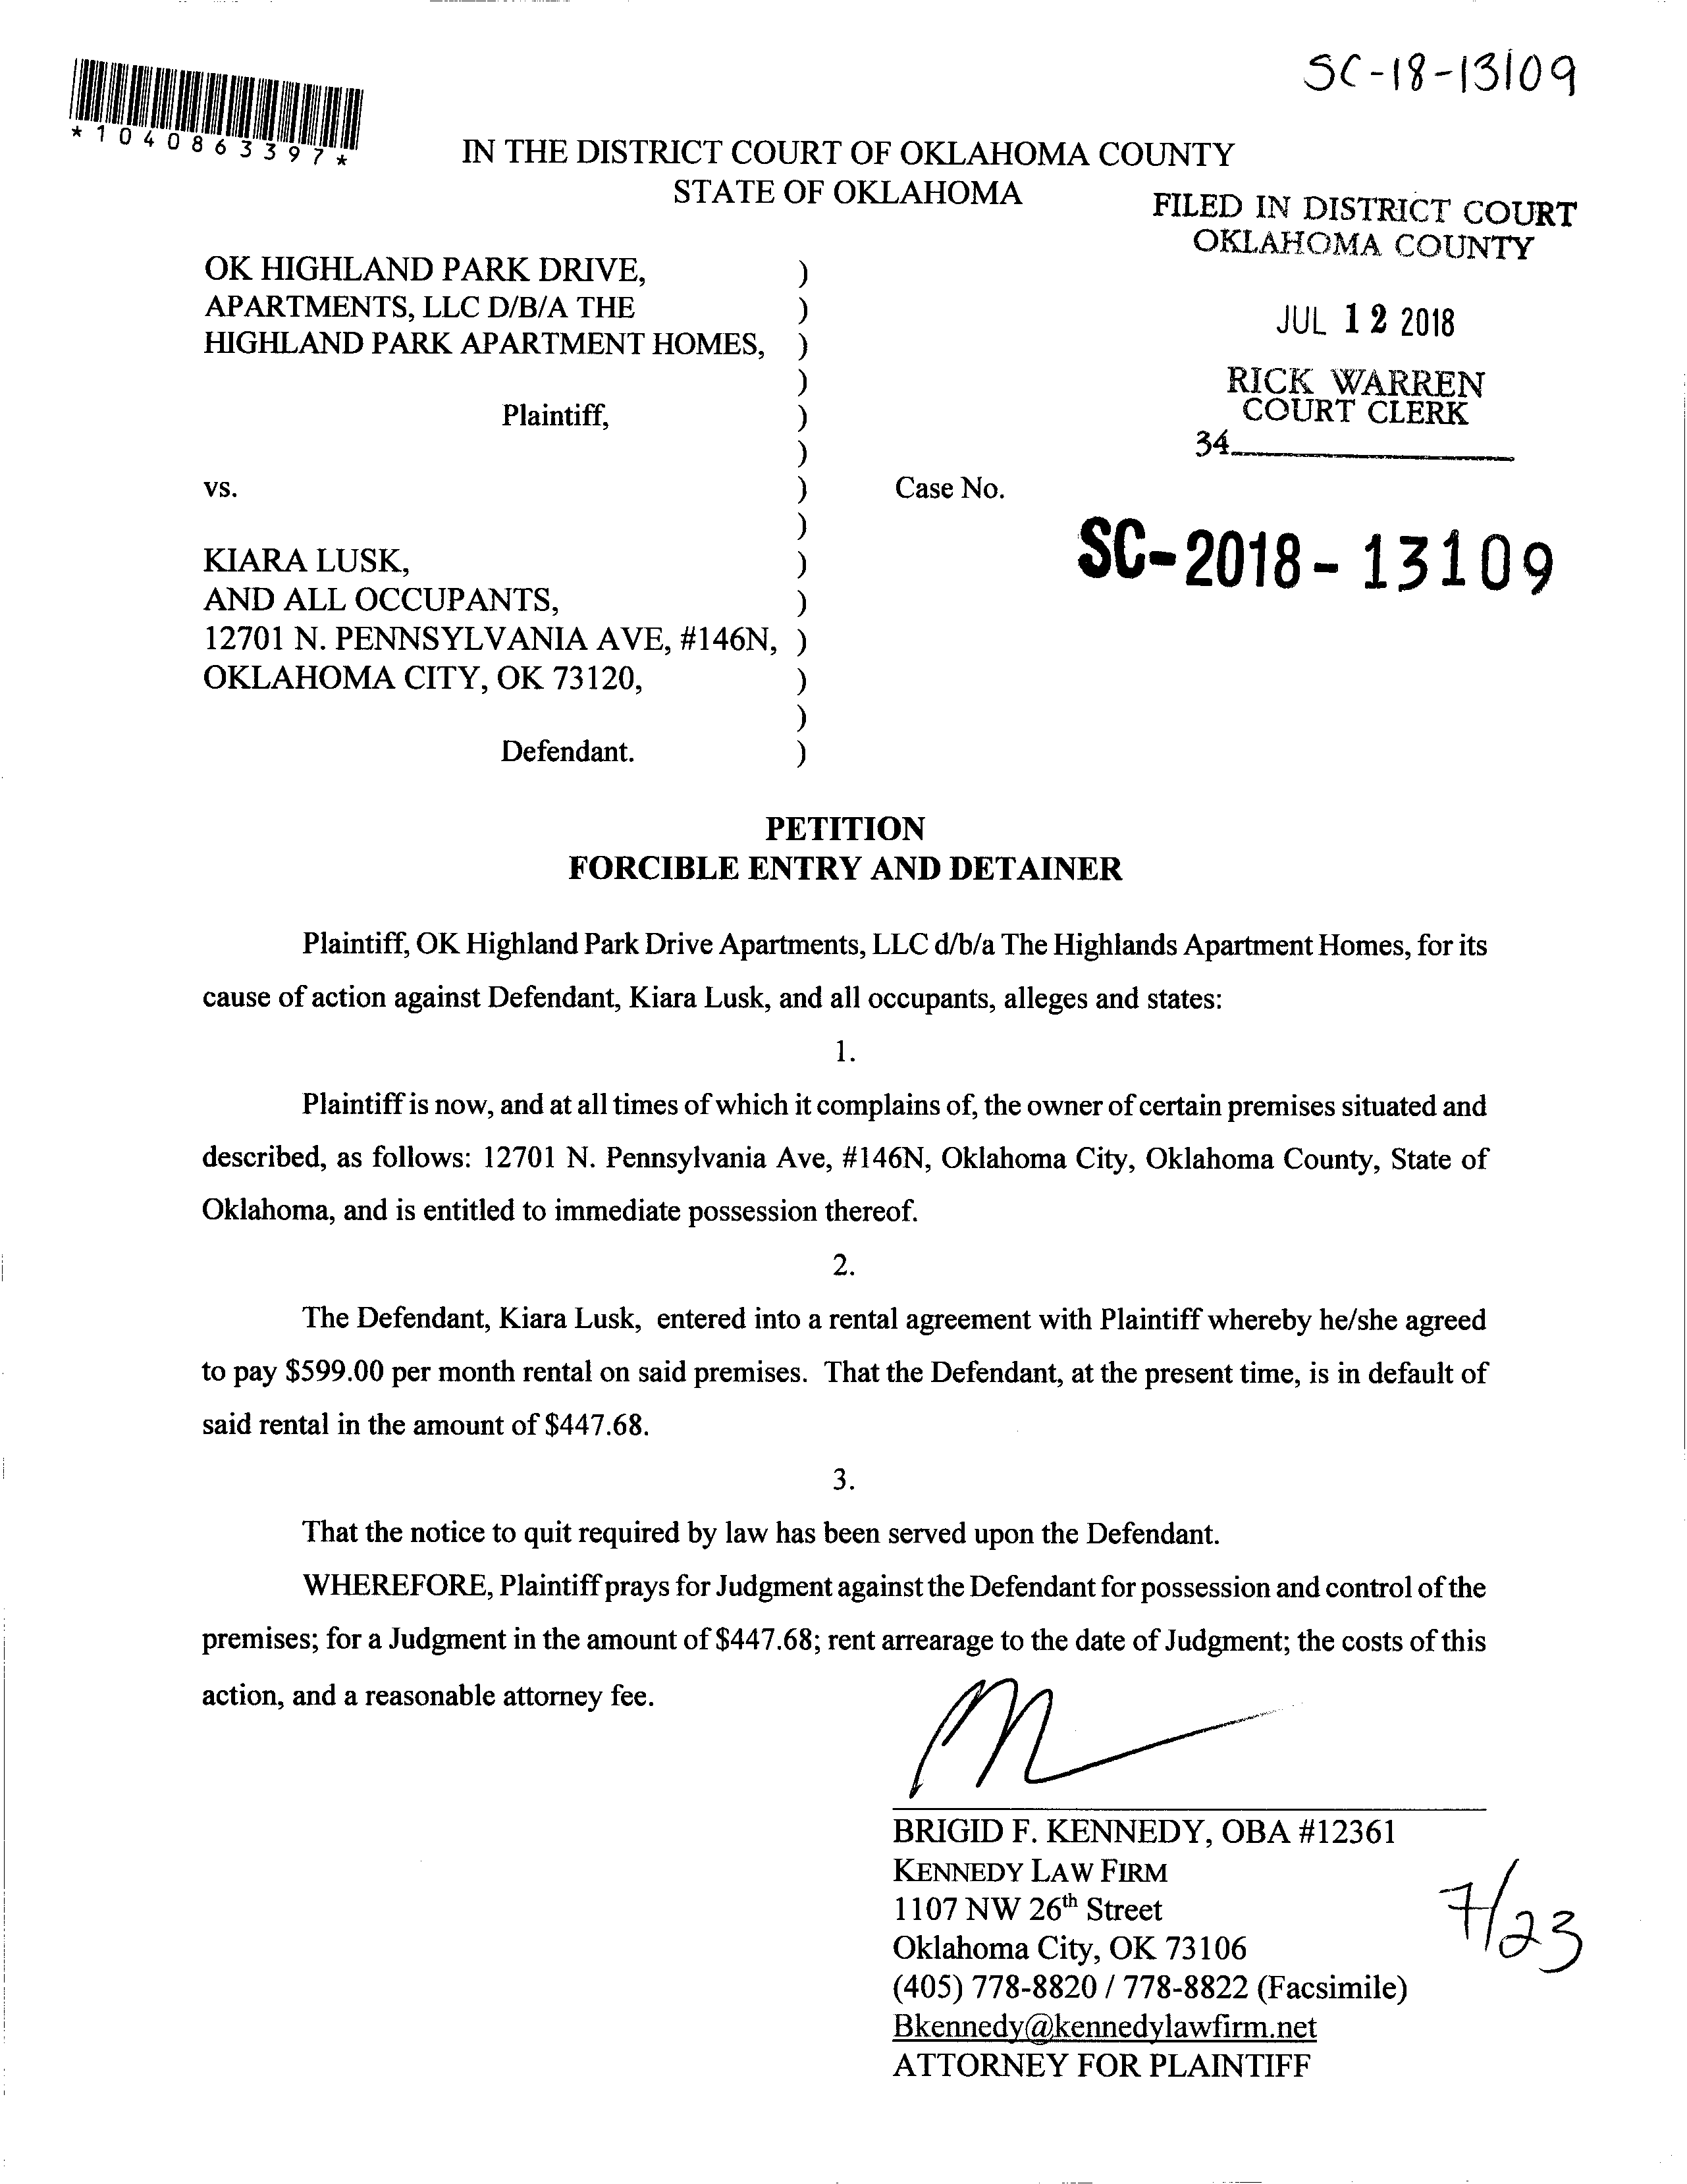 SC-18-13109
*1040863397*
IN THE DISTRICT COURT OF OKLAHOMA COUNTY
STATE OF OKLAHOMA
FILED IN DISTRICT COURT
OKLAHOMA COUNTY
JUL 12 2018
RICK WARREN
COURT CLERK
34
OK HIGHLAND PARK DRIVE, )
APARTMENTS, LLC D/B/A THE )
HIGHLAND PARK APARTMENT HOMES, )
)
Plaintiff, )
)
vs. ) Case No.
) SC-2018-13109
KIARA LUSK, )
AND ALL OCCUPANTS, )
12701 N. PENNSYLVANIA AVE, #146N, )
OKLAHOMA CITY, OK 73120, )
)
Defendant. )
PETITION
FORCIBLE ENTRY AND DETAINER
Plaintiff, OK Highland Park Drive Apartments, LLC d/b/a The Highlands Apartment Homes, for its
cause of action against Defendant, Kiara Lusk, and all occupants, alleges and states:
1.
Plaintiff is now, and at all times of which it complains of, the owner of certain premises situated and
described, as follows: 12701 N. Pennsylvania Ave, #146N, Oklahoma City, Oklahoma County, State of
Oklahoma, and is entitled to immediate possession thereof.
2.
The Defendant, Kiara Lusk, entered into a rental agreement with Plaintiff whereby he/she agreed
to pay $599.00 per month rental on said premises. That the Defendant, at the present time, is in default of
said rental in the amount of $447.68.
3.
That the notice to quit required by law has been served upon the Defendant.
WHEREFORE, Plaintiff prays for Judgment against the Defendant for possession and control of the
premises; for a Judgment in the amount of $447.68; rent arrearage to the date of Judgment; the costs of this
action, and a reasonable attorney fee.
BRIGID F. KENNEDY, OBA #12361
KENNEDY LAW FIRM
1107 NW 26th Street
Oklahoma City, OK 73106
(405) 778-8820 / 778-8822 (Facsimile)
Bkennedy@kennedylawfirm.net
ATTORNEY FOR PLAINTIFF
7/23